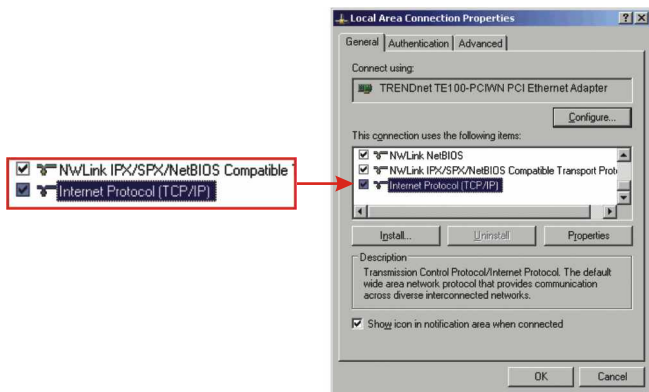 NWLink IPX/SPX/NetBIOS Compatible
Internet Protocol (TCP/IP)
Local Area Connection Properties
General Authentication Advanced
Connect using:
TRENDnet TE100-PCIWN PCI Ethernet Adapter
Configure...
This connection uses the following items:
NWLink NetBIOS
NWLink IPX/SPX/NetBIOS Compatible Transport Prot
Internet Protocol (TCP/IP)
Install... Uninstall Properties
Description
Transmission Control Protocol/Internet Protocol. The default
wide area network protocol that provides communication
across diverse interconnected networks.
Show icon in notification area when connected
OK Cancel